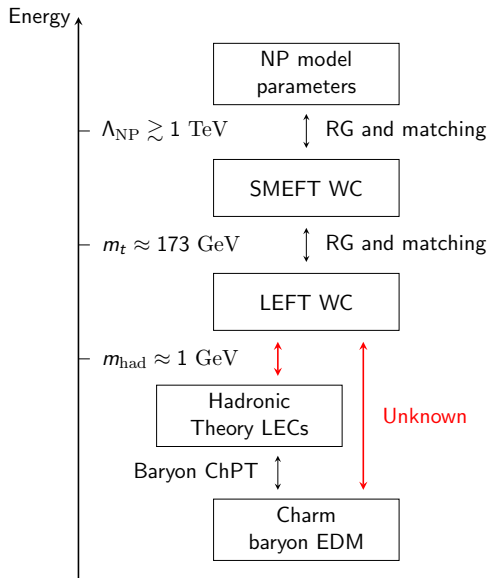 Energy
NP model
parameters
Λ_NP ≳ 1 TeV
RG and matching
SMEFT WC
m_t ≈ 173 GeV
RG and matching
LEFT WC
m_had ≈ 1 GeV
Hadronic
Theory LECs
Unknown
Baryon ChPT
Charm
baryon EDM